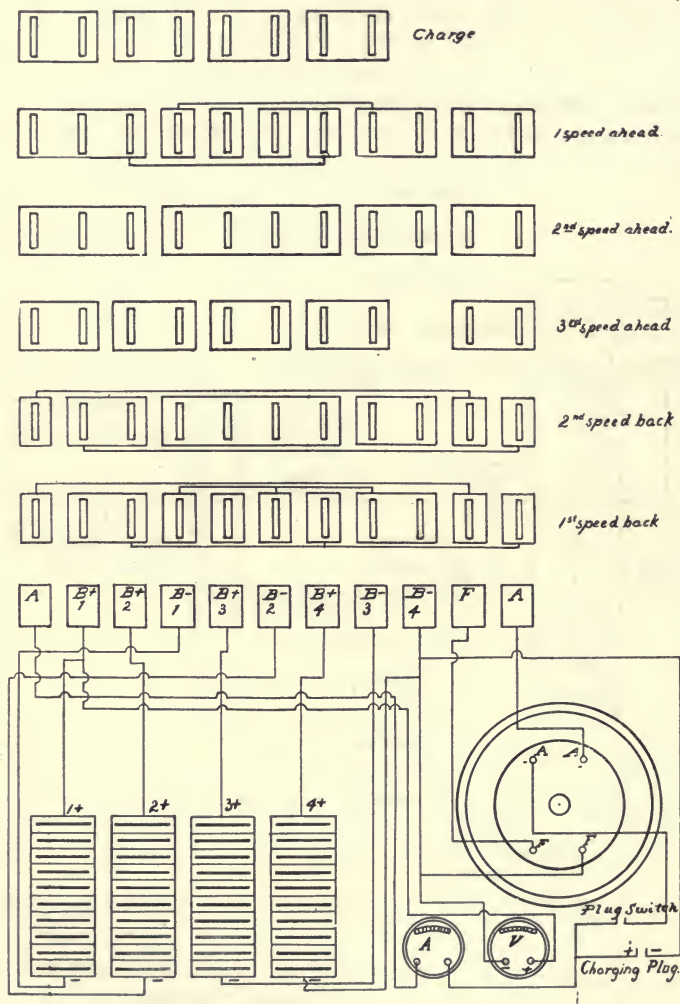 Charge
1 speed ahead.
2nd speed ahead.
3rd speed ahead
2nd speed back
1st speed back
A B+ B+ B- B+ B- B+ B- B- F A
1 2 1 3 2 4 3 4
A A
- -
1+ 2+ 3+ 4+
F F
Plug Switch
A V
- + - +
+ -
Charging Plug.
- - - -